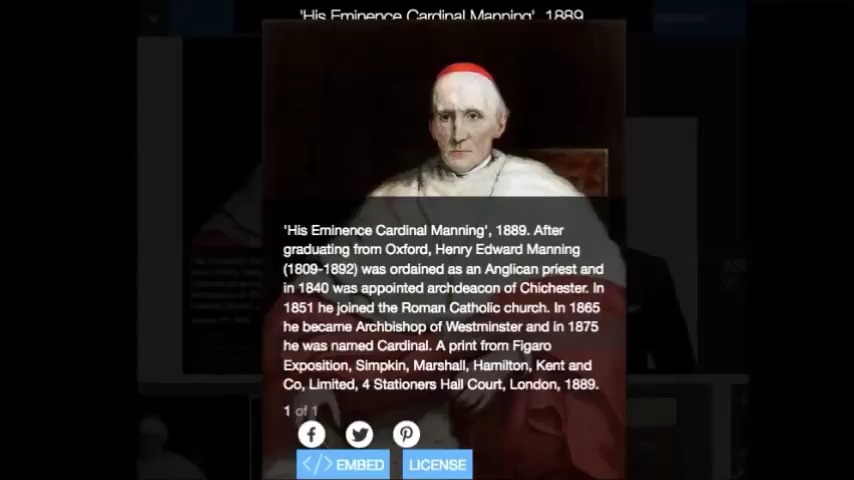 'His Eminence Cardinal Manning', 1889
'His Eminence Cardinal Manning', 1889. After
graduating from Oxford, Henry Edward Manning
(1809-1892) was ordained as an Anglican priest and
in 1840 was appointed archdeacon of Chichester. In
1851 he joined the Roman Catholic church. In 1865
he became Archbishop of Westminster and in 1875
he was named Cardinal. A print from Figaro
Exposition, Simpkin, Marshall, Hamilton, Kent and
Co, Limited, 4 Stationers Hall Court, London, 1889.
1 of 1
</> EMBED LICENSE